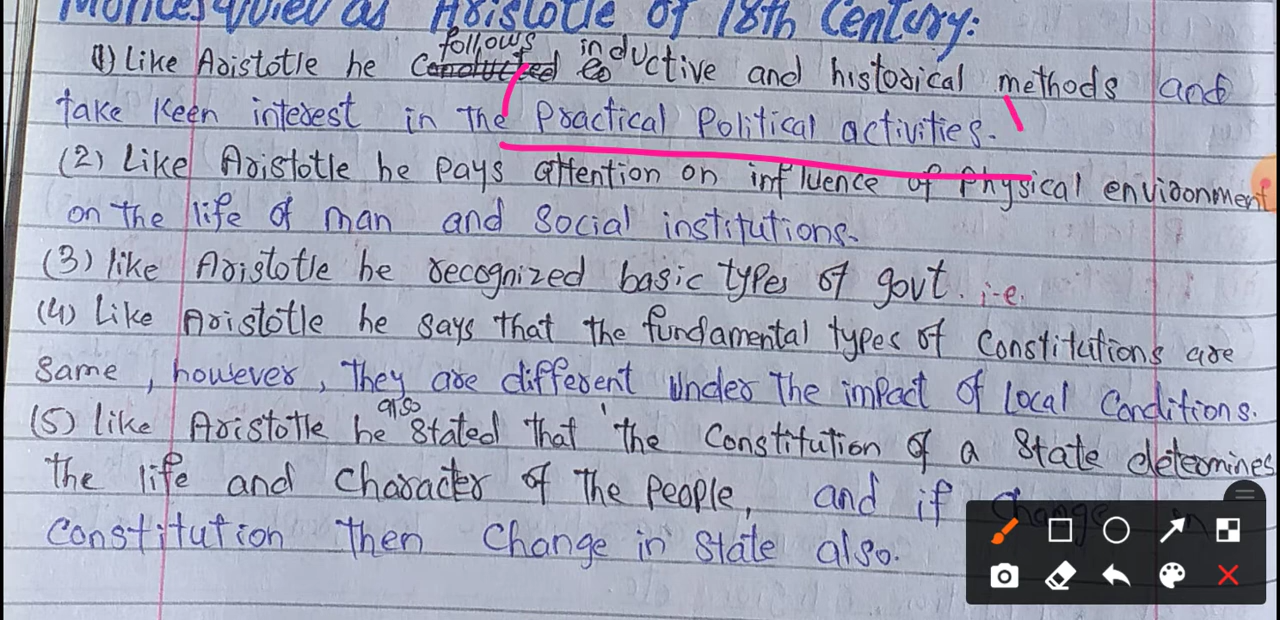 Montesquieu as Aristotle of 18th Century:
(1) Like Aristotle he follows inductive and historical methods and
take keen interest in the Practical Political activities.
(2) Like Aristotle he pays attention on influence of Physical environment
on the life of man and Social institutions.
(3) like Aristotle he recognized basic types of govt. i.e.
(4) Like Aristotle he says that the fundamental types of Constitutions are
Same, however, they are different under the impact of Local Conditions.
(5) like Aristotle he also stated that 'the Constitution of a State determines
the life and Character of the People, and if Change in
Constitution then Change in State also.